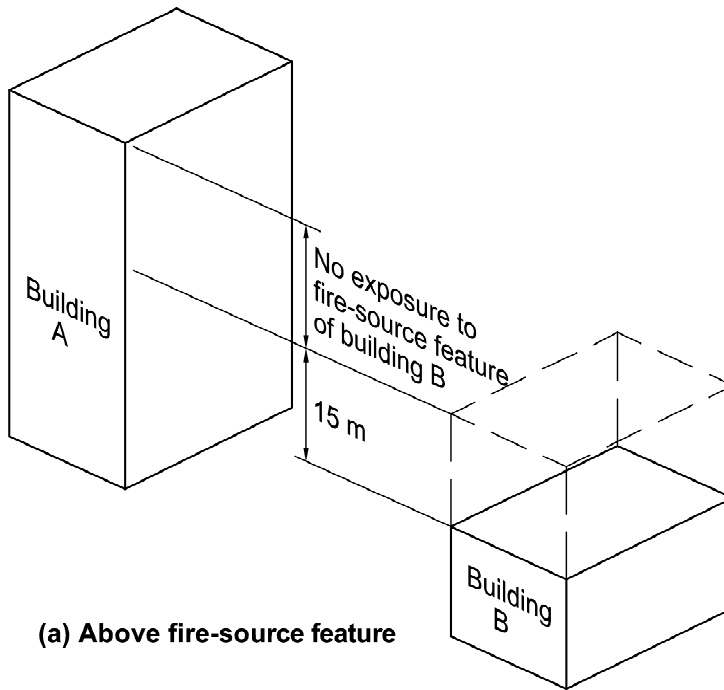 Building
A
No exposure to
fire-source feature
of building B
15 m
Building
B
(a) Above fire-source feature